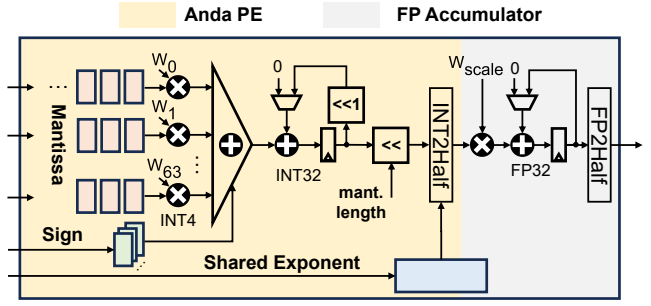 Anda PE
FP Accumulator
Mantissa
...
W0
W1
⋮
W63
INT4
0
<<1
INT32
<<
mant.
length
INT2Half
Wscale
0
FP32
FP2Half
Sign
Shared Exponent